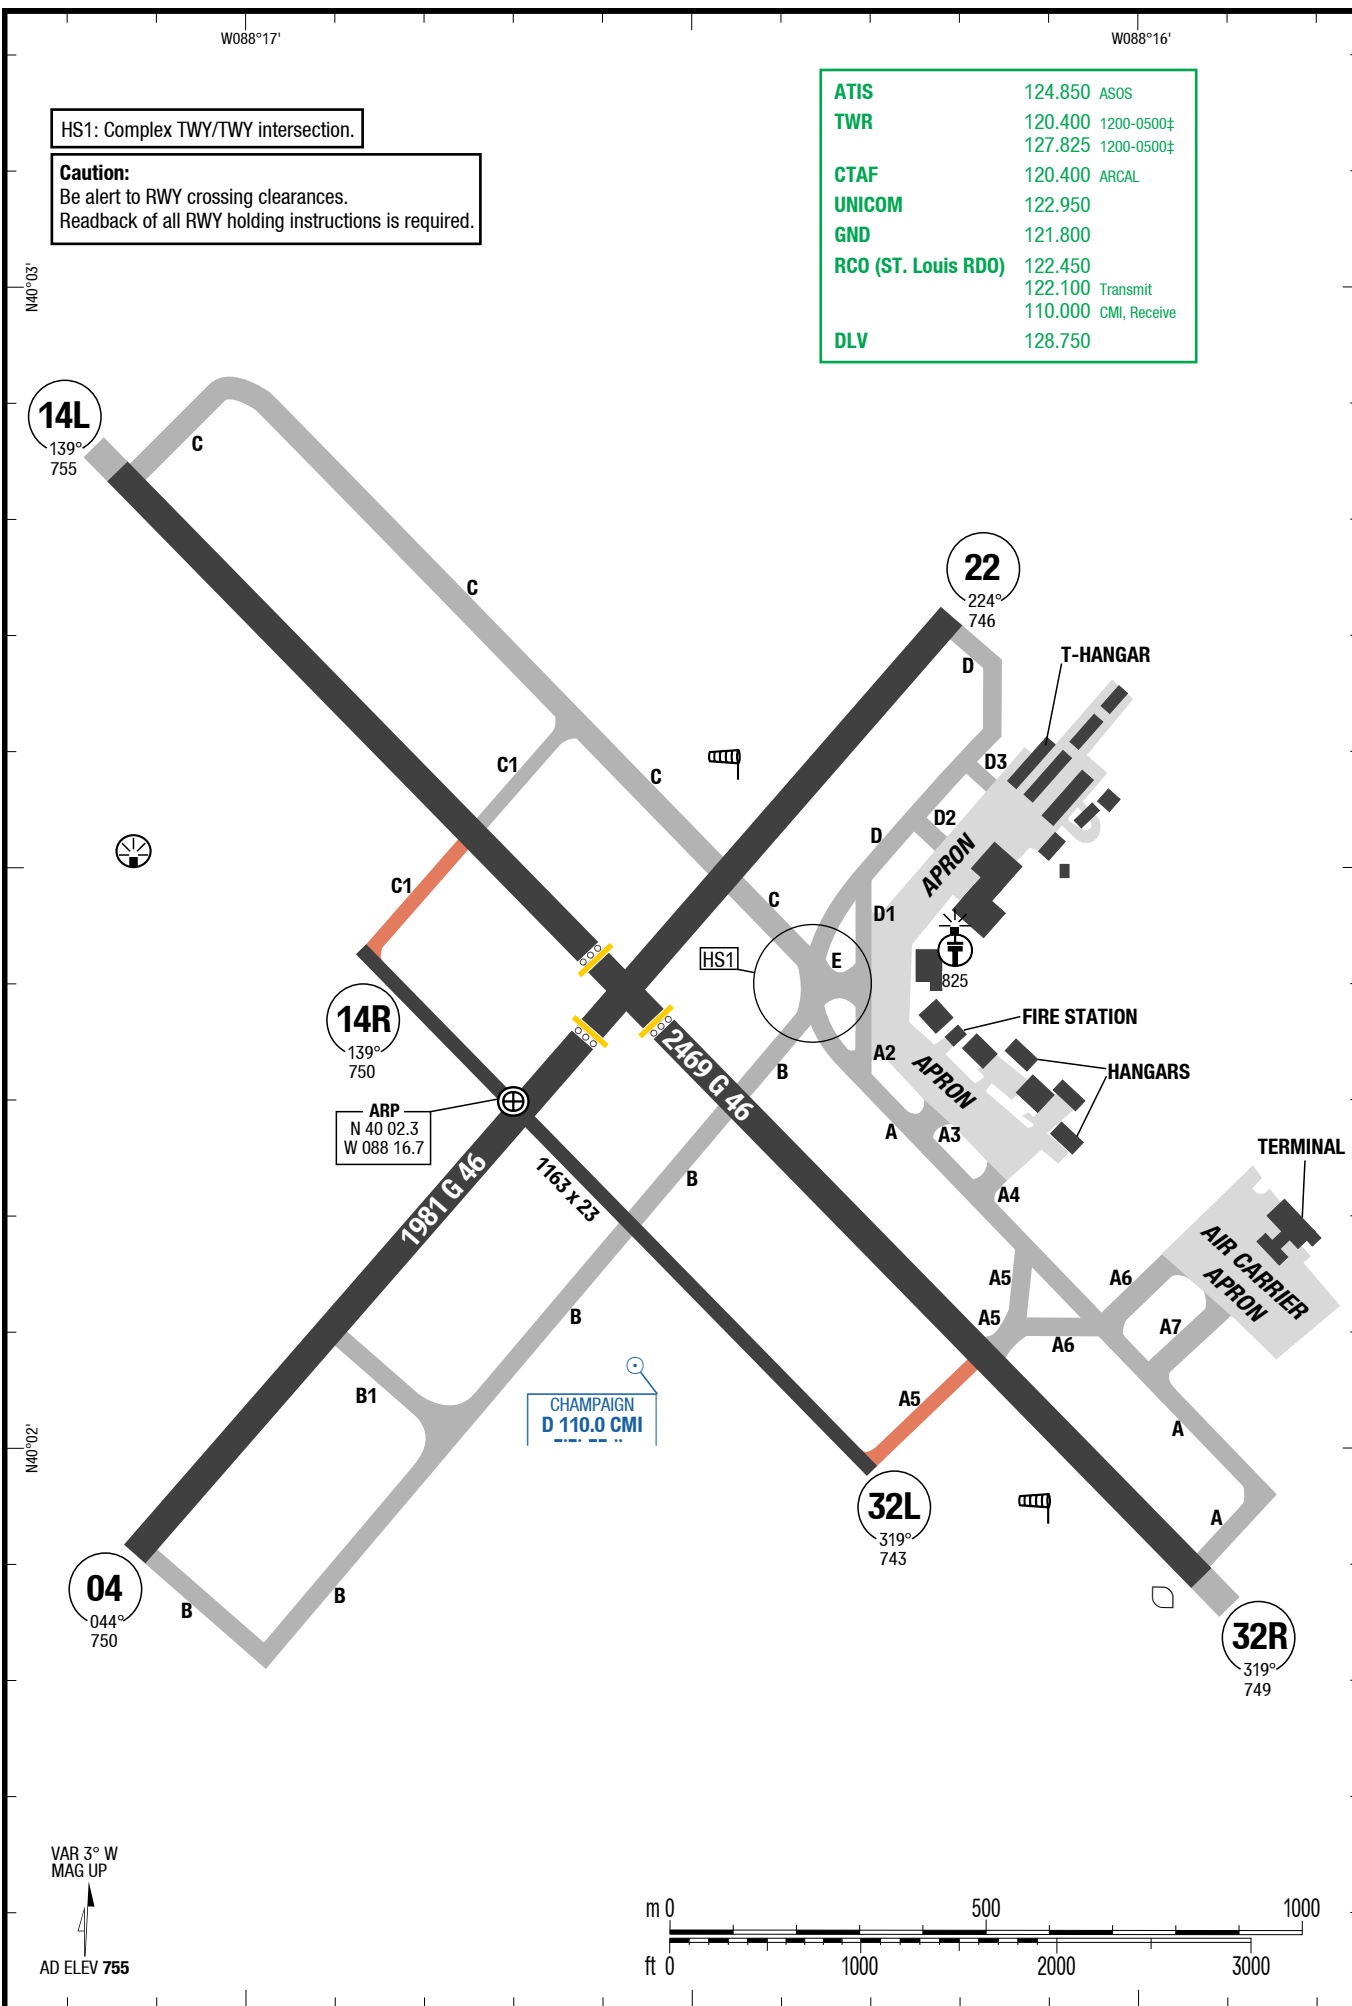 W088°17'
W088°16'
HS1: Complex TWY/TWY intersection.
Caution:
Be alert to RWY crossing clearances.
Readback of all RWY holding instructions is required.
ATIS 124.850 ASOS
TWR 120.400 1200-0500‡
127.825 1200-0500‡
CTAF 120.400 ARCAL
UNICOM 122.950
GND 121.800
RCO (ST. Louis RDO) 122.450
122.100 Transmit
110.000 CMI, Receive
DLV 128.750
N40°03'
14L
139°
755
C
C
22
224°
746
D
T-HANGAR
C1
C
D3
D2
D
APRON
C1
C
D1
HS1
E
825
14R
139°
750
FIRE STATION
A2
APRON
HANGARS
B
2469 G 46
ARP
N 40 02.3
W 088 16.7
A
A3
TERMINAL
1981 G 46
1163 x 23
B
A4
AIR CARRIER
APRON
A5
A6
B
A5
A6
A7
B1
A5
CHAMPAIGN
D 110.0 CMI
A
N40°02'
32L
319°
743
A
04
044°
750
B
B
32R
319°
749
VAR 3° W
MAG UP
AD ELEV 755
m 0 500 1000
ft 0 1000 2000 3000